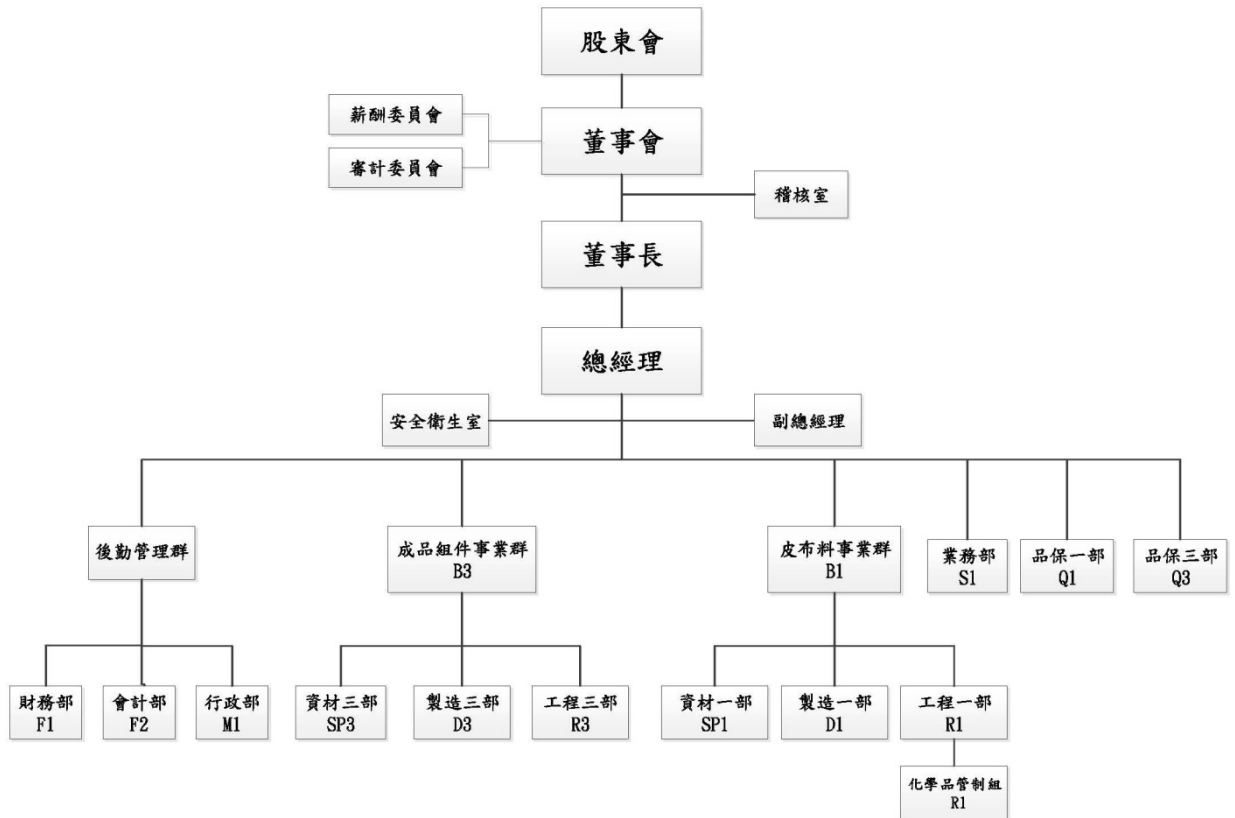 股東會
薪酬委員會
董事會
審計委員會
稽核室
董事長
總經理
安全衛生室
副總經理
後勤管理群
成品組件事業群
B3
皮布料事業群
B1
業務部
S1
品保一部
Q1
品保三部
Q3
財務部
F1
會計部
F2
行政部
M1
資材三部
SP3
製造三部
D3
工程三部
R3
資材一部
SP1
製造一部
D1
工程一部
R1
化學品管制組
R1